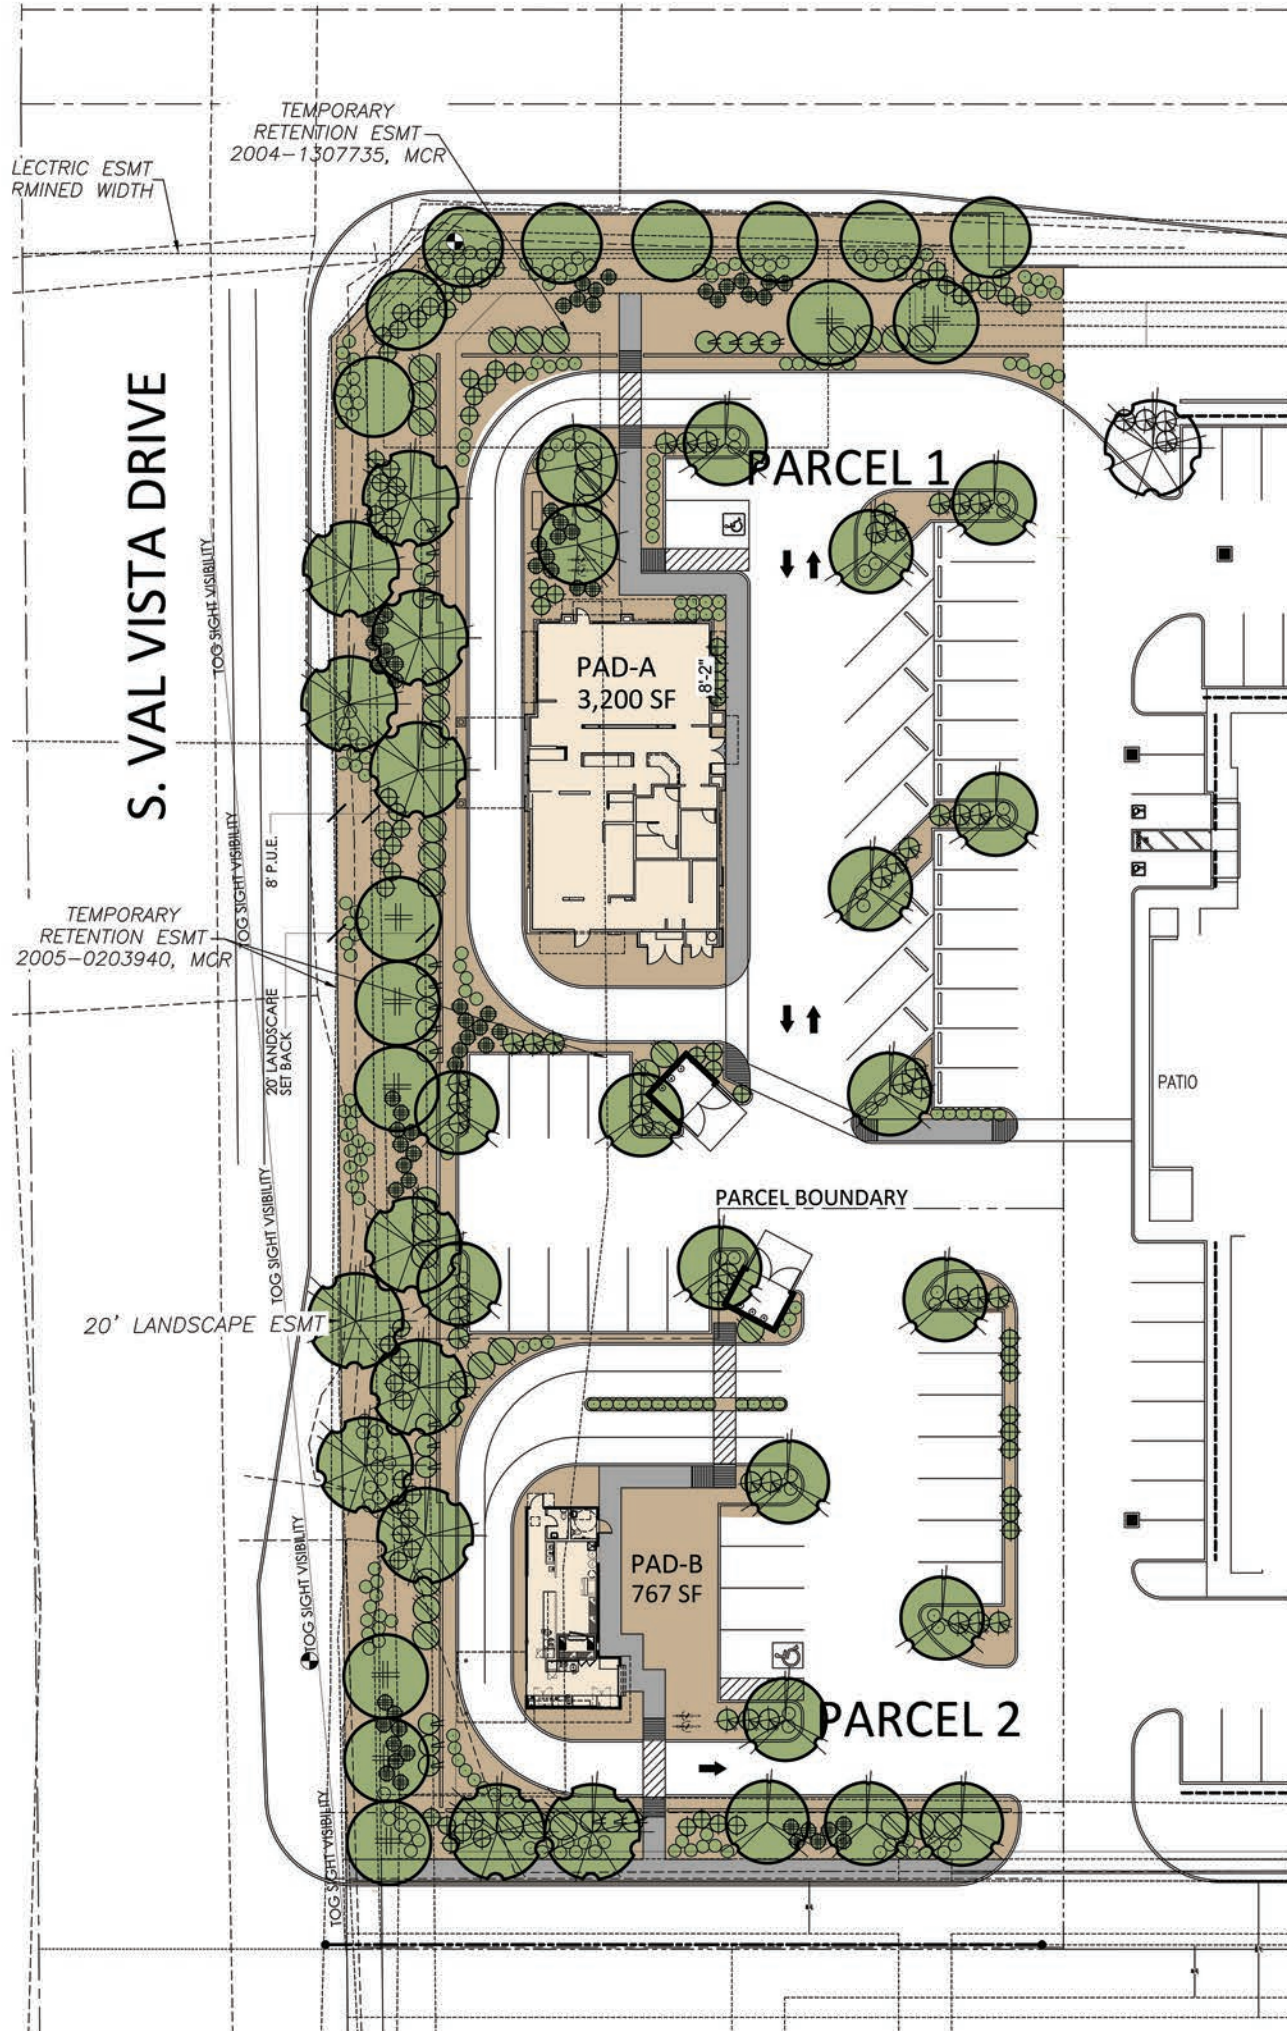 TEMPORARY
RETENTION ESMT
2004-1307735, MCR
LECTRIC ESMT
RMINED WIDTH
S. VAL VISTA DRIVE
PARCEL 1
TOG SIGHT VISIBILITY
PAD-A
3,200 SF
8'-2"
TOG SIGHT VISIBILITY
8' P.U.E.
TEMPORARY
RETENTION ESMT
2005-0203940, MCR
20' LANDSCAPE
SET BACK
PATIO
TOG SIGHT VISIBILITY
PARCEL BOUNDARY
20' LANDSCAPE ESMT
TOG SIGHT VISIBILITY
PAD-B
767 SF
PARCEL 2
TOG SIGHT VISIBILITY